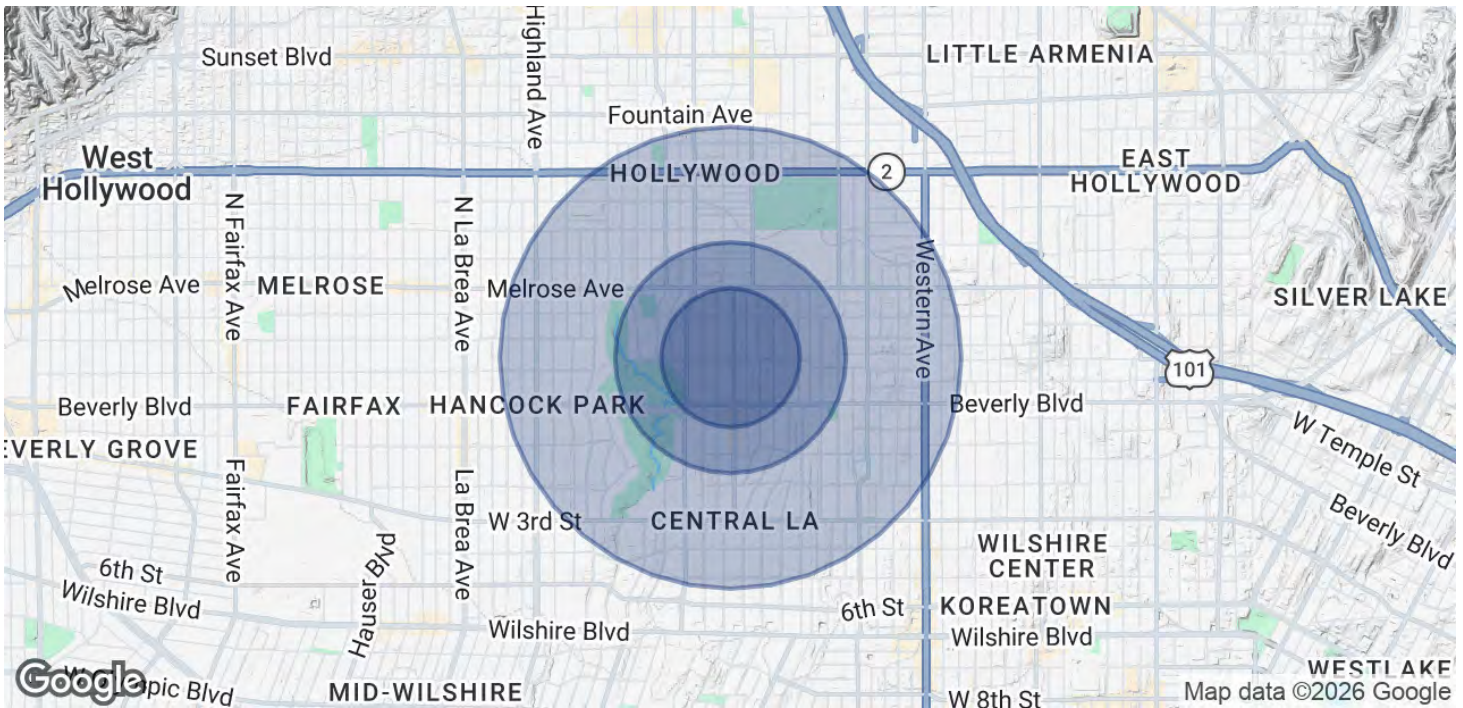 Sunset Blvd
Highland Ave
LITTLE ARMENIA
Fountain Ave
West
Hollywood
HOLLYWOOD
2
EAST
HOLLYWOOD
N Fairfax Ave
N La Brea Ave
Western Ave
Melrose Ave
MELROSE
Melrose Ave
SILVER LAKE
101
Beverly Blvd
FAIRFAX
HANCOCK PARK
Beverly Blvd
EVERLY GROVE
W Temple St
Fairfax Ave
La Brea Ave
W 3rd St
CENTRAL LA
Beverly Blvd
Hauser Blvd
WILSHIRE
CENTER
6th St
Wilshire Blvd
6th St
KOREATOWN
Wilshire Blvd
Wilshire Blvd
Google
W Olympic Blvd
MID-WILSHIRE
W 8th St
WESTLAKE
Map data ©2026 Google